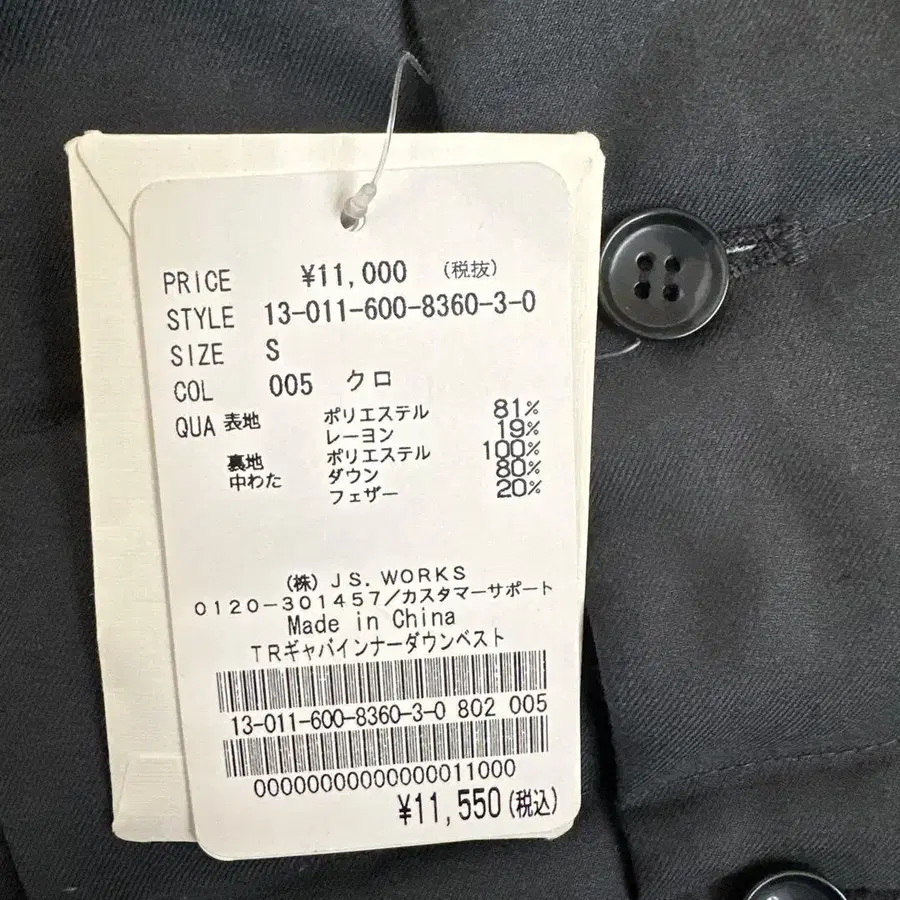 PRICE ¥11,000 (税抜)
STYLE 13-011-600-8360-3-0
SIZE S
COL 005 クロ
QUA 表地 ポリエステル 81%
レーヨン 19%
裏地 ポリエステル 100%
中わた ダウン 80%
フェザー 20%
(株) JS. WORKS
0120-301457/カスタマーサポート
Made in China
TRギャバインナーダウンベスト
13-011-600-8360-3-0 802 005
00000000000000011000
¥11,550(税込)